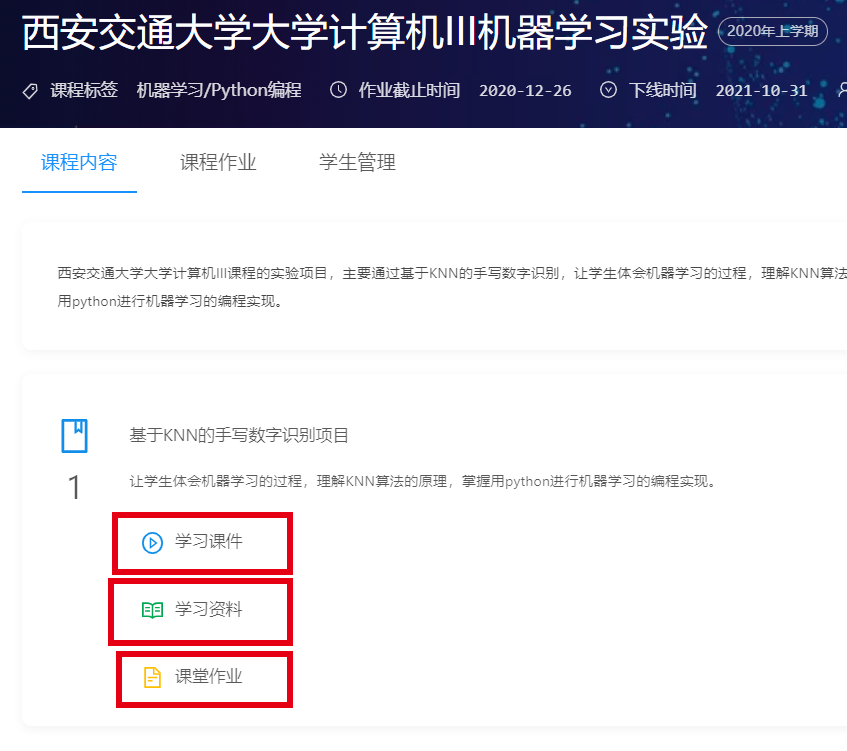 西安交通大学大学计算机III机器学习实验 2020年上学期
课程标签 机器学习/Python编程 作业截止时间 2020-12-26 下线时间 2021-10-31
课程内容 课程作业 学生管理
西安交通大学大学计算机III课程的实验项目，主要通过基于KNN的手写数字识别，让学生体会机器学习的过程，理解KNN算法
用python进行机器学习的编程实现。
基于KNN的手写数字识别项目
1
让学生体会机器学习的过程，理解KNN算法的原理，掌握用python进行机器学习的编程实现。
学习课件
学习资料
课堂作业